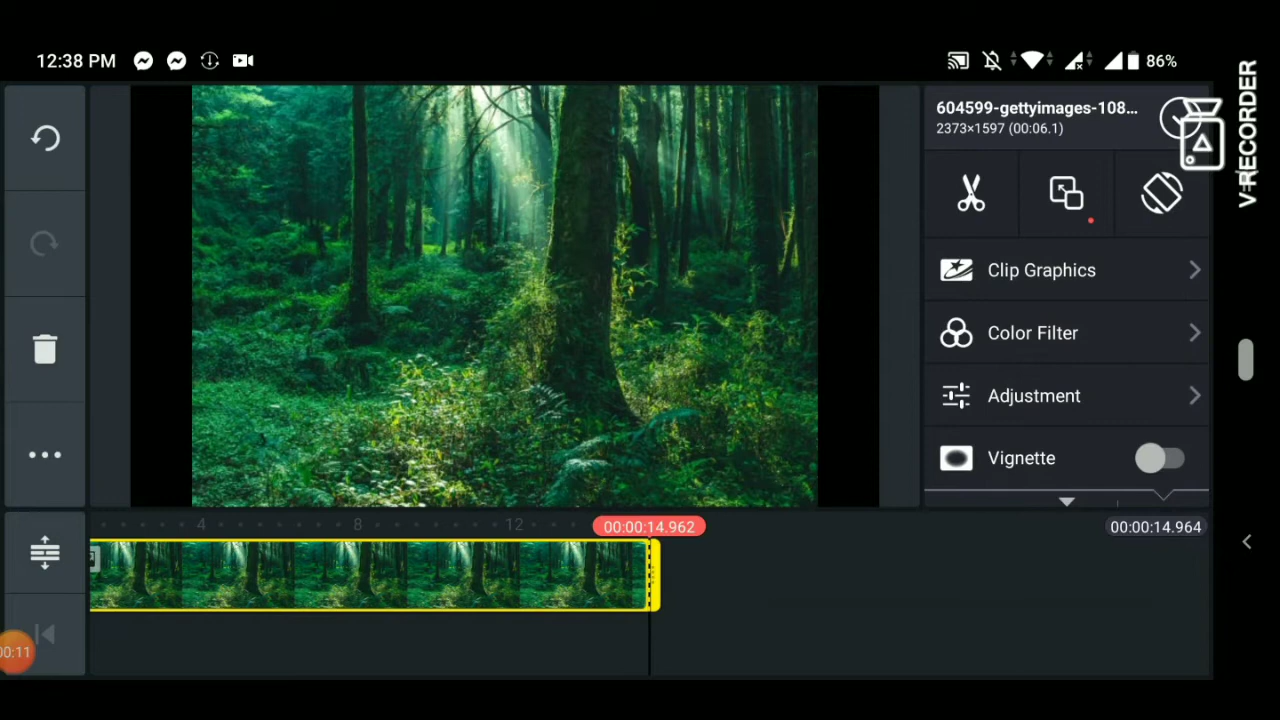 12:38 PM
86%
V-RECORDER
604599-gettyimages-108...
2373×1597 (00:06.1)
Clip Graphics
Color Filter
Adjustment
Vignette
4
8
12
00:00:14.962
00:00:14.964
00:11